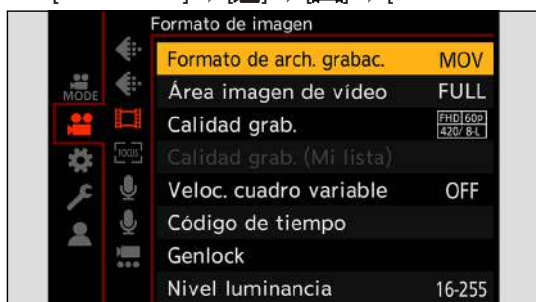 Formato de imagen
Formato de arch. grabac. MOV
MODE
Área imagen de vídeo FULL
Calidad grab. FHD 60p 420/8-L
FOCUS
Calidad grab. (Mi lista)
Veloc. cuadro variable OFF
Código de tiempo
Genlock
Nivel luminancia 16-255